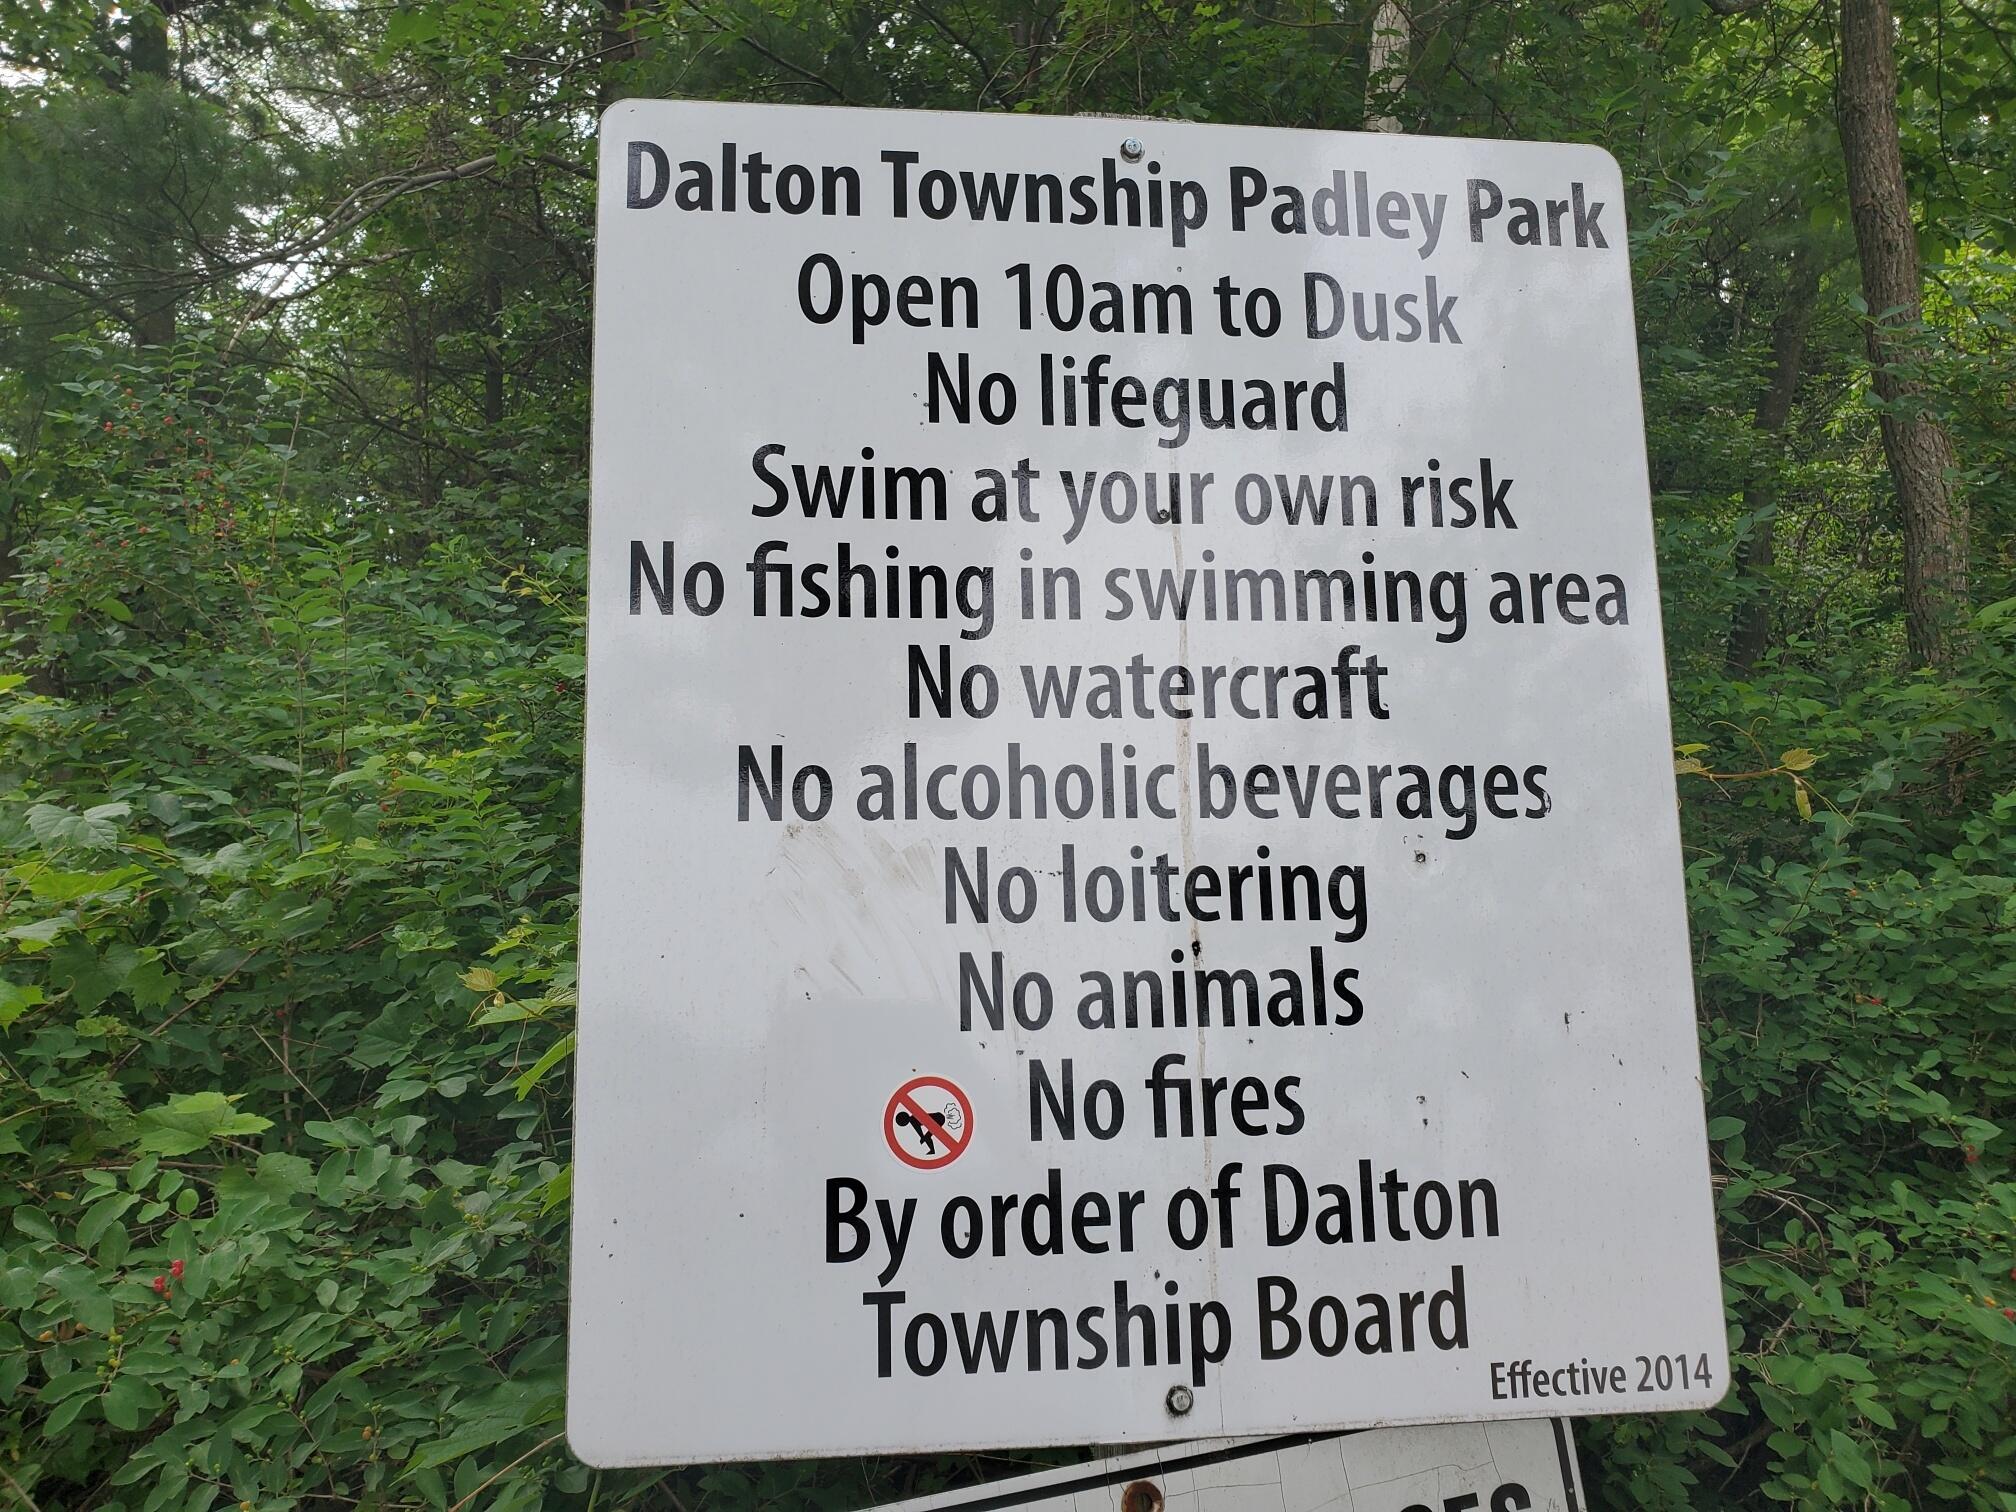 Dalton Township Padley Park
Open 10am to Dusk
No lifeguard
Swim at your own risk
No fishing in swimming area
No watercraft
No alcoholic beverages
No loitering
No animals
No fires
By order of Dalton
Township Board
Effective 2014